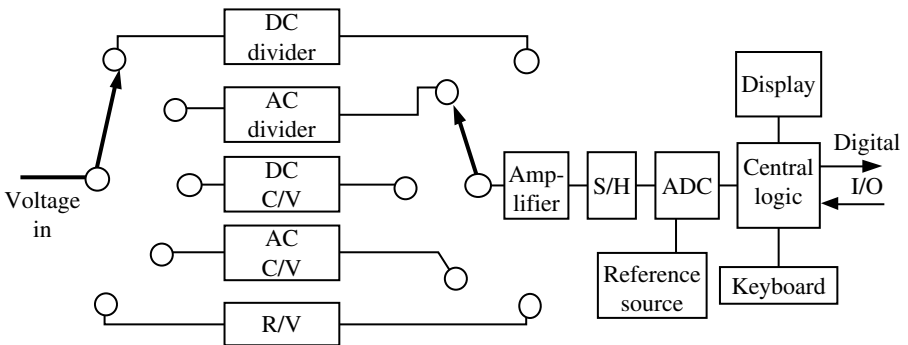 DC
divider
AC
divider
DC
C/V
AC
C/V
R/V
Voltage
in
Amp-
lifier
S/H
ADC
Reference
source
Display
Central
logic
Keyboard
Digital
I/O